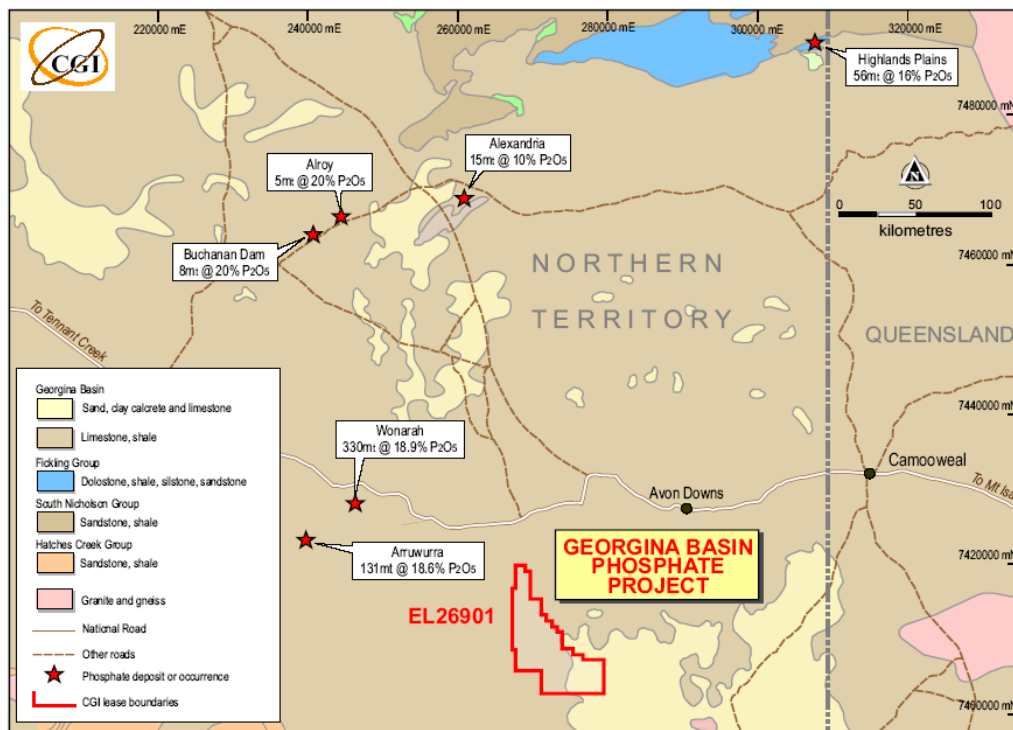 220000 mE
240000 mE
260000 mE
280000 mE
300000 mE
320000 mE
CGI
Highlands Plains
56mt @ 16% P2O5
7480000 mN
Alexandria
15mt @ 10% P2O5
Alroy
5mt @ 20% P2O5
N
0 50 100
kilometres
Buchanan Dam
8mt @ 20% P2O5
7460000 mN
NORTHERN
TERRITORY
QUEENSLAND
To Tennant Creek
Georgina Basin
Sand, clay calcrete and limestone
Limestone, shale
Fickling Group
Dolostone, shale, silstone, sandstone
South Nicholson Group
Sandstone, shale
Hatches Creek Group
Sandstone, shale
Granite and gneiss
National Road
Other roads
Phosphate deposit or occurrence
CGI lease boundaries
7440000 mN
Wonarah
330mt @ 18.9% P2O5
Camooweal
To Mt Isa
Avon Downs
Arruwurra
131mt @ 18.6% P2O5
GEORGINA BASIN
PHOSPHATE
PROJECT
7420000 mN
EL26901
7400000 mN